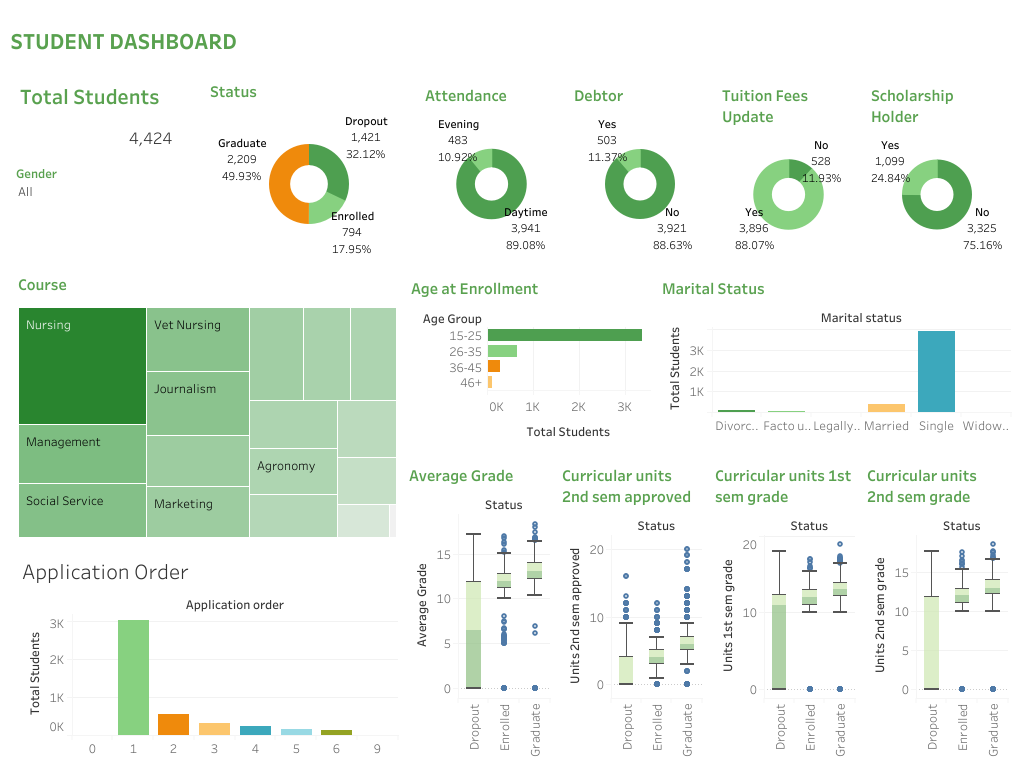 STUDENT DASHBOARD
Total Students
4,424
Gender
All
Status
Graduate
2,209
49.93%
Dropout
1,421
32.12%
Enrolled
794
17.95%
Attendance
Evening
483
10.92%
Daytime
3,941
89.08%
Debtor
Yes
503
11.37%
No
3,921
88.63%
Tuition Fees
Update
No
528
11.93%
Yes
3,896
88.07%
Scholarship
Holder
Yes
1,099
24.84%
No
3,325
75.16%
Course
Nursing
Management
Social Service
Vet Nursing
Journalism
Marketing
Agronomy
Age at Enrollment
Age Group
15-25
26-35
36-45
46+
0K 1K 2K 3K
Total Students
Marital Status
Marital status
Total Students
3K
2K
1K
Divorc.. Facto u.. Legally.. Married Single Widow..
Application Order
Application order
Total Students
3K
2K
1K
0K
0 1 2 3 4 5 6 9
Average Grade
Status
Average Grade
15
10
5
0
Dropout
Enrolled
Graduate
Curricular units
2nd sem approved
Status
Units 2nd sem approved
20
15
10
5
0
Dropout
Enrolled
Graduate
Curricular units 1st
sem grade
Status
Units 1st sem grade
20
10
0
Dropout
Enrolled
Graduate
Curricular units
2nd sem grade
Status
Units 2nd sem grade
15
10
5
0
Dropout
Enrolled
Graduate